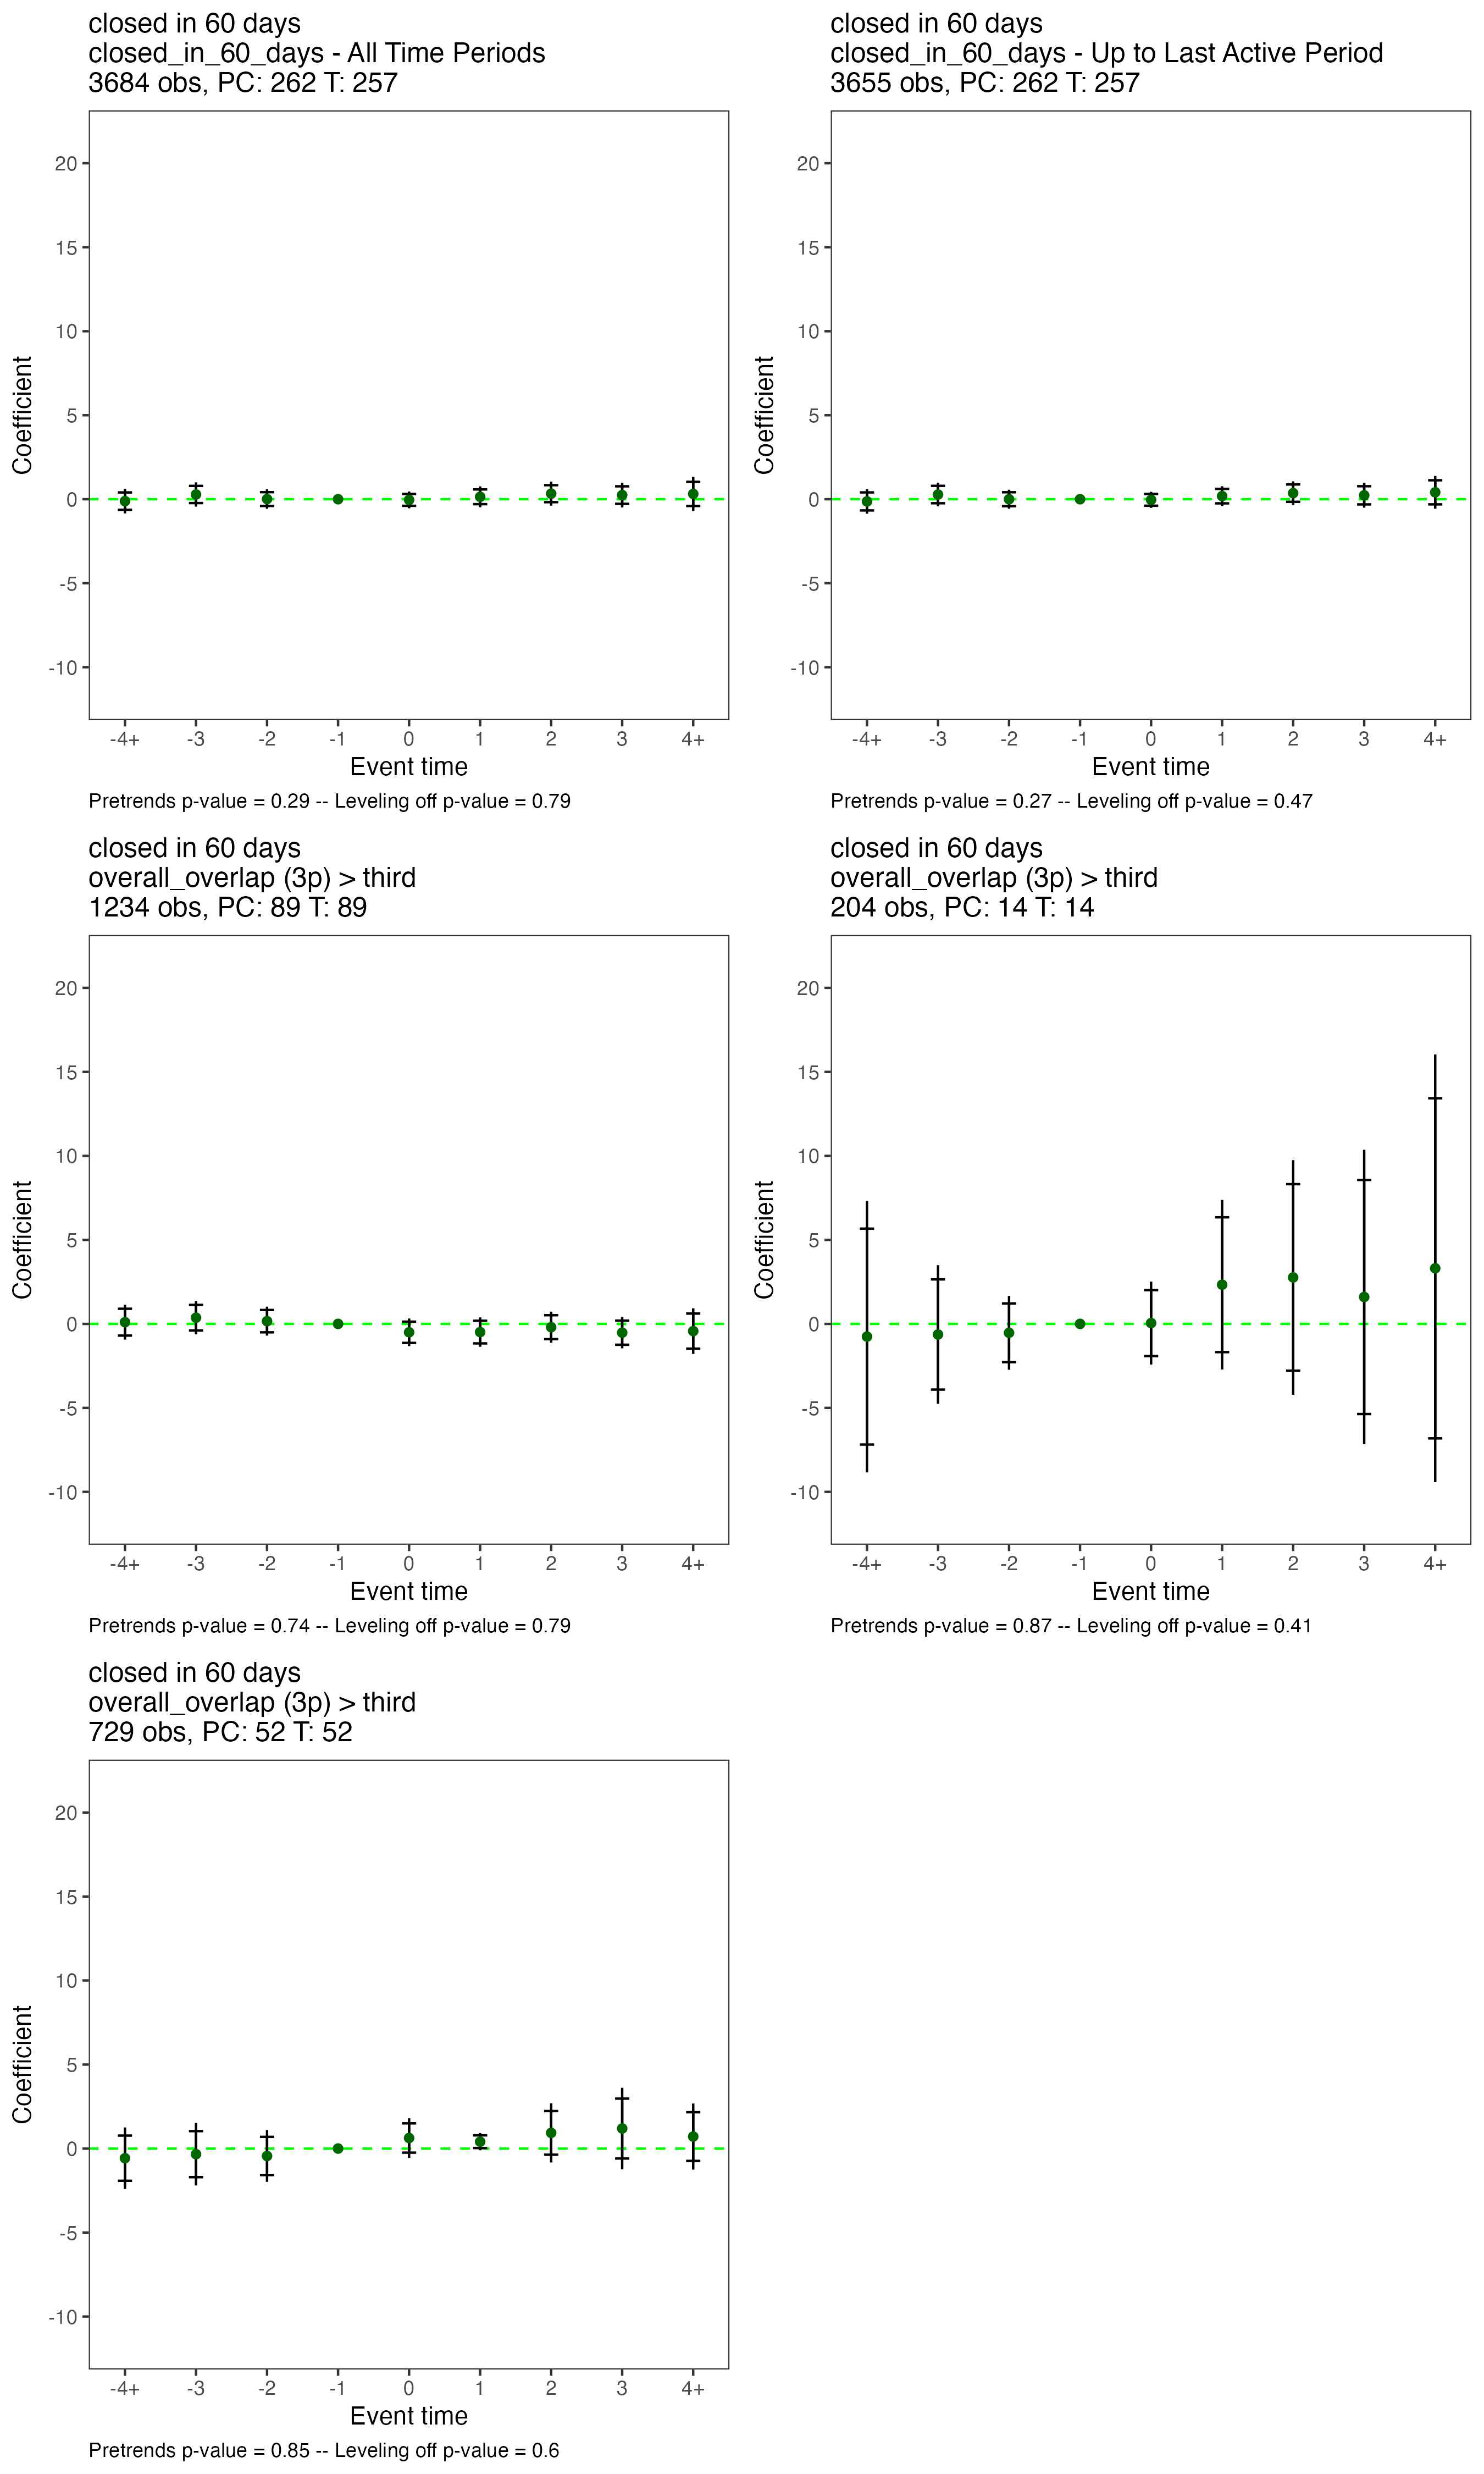 closed in 60 days
closed_in_60_days - All Time Periods
3684 obs, PC: 262 T: 257
Coefficient
20
15
10
5
0
-5
-10
-4+ -3 -2 -1 0 1 2 3 4+
Event time
Pretrends p-value = 0.29 -- Leveling off p-value = 0.79
closed in 60 days
closed_in_60_days - Up to Last Active Period
3655 obs, PC: 262 T: 257
Coefficient
20
15
10
5
0
-5
-10
-4+ -3 -2 -1 0 1 2 3 4+
Event time
Pretrends p-value = 0.27 -- Leveling off p-value = 0.47
closed in 60 days
overall_overlap (3p) > third
1234 obs, PC: 89 T: 89
Coefficient
20
15
10
5
0
-5
-10
-4+ -3 -2 -1 0 1 2 3 4+
Event time
Pretrends p-value = 0.74 -- Leveling off p-value = 0.79
closed in 60 days
overall_overlap (3p) > third
204 obs, PC: 14 T: 14
Coefficient
20
15
10
5
0
-5
-10
-4+ -3 -2 -1 0 1 2 3 4+
Event time
Pretrends p-value = 0.87 -- Leveling off p-value = 0.41
closed in 60 days
overall_overlap (3p) > third
729 obs, PC: 52 T: 52
Coefficient
20
15
10
5
0
-5
-10
-4+ -3 -2 -1 0 1 2 3 4+
Event time
Pretrends p-value = 0.85 -- Leveling off p-value = 0.6